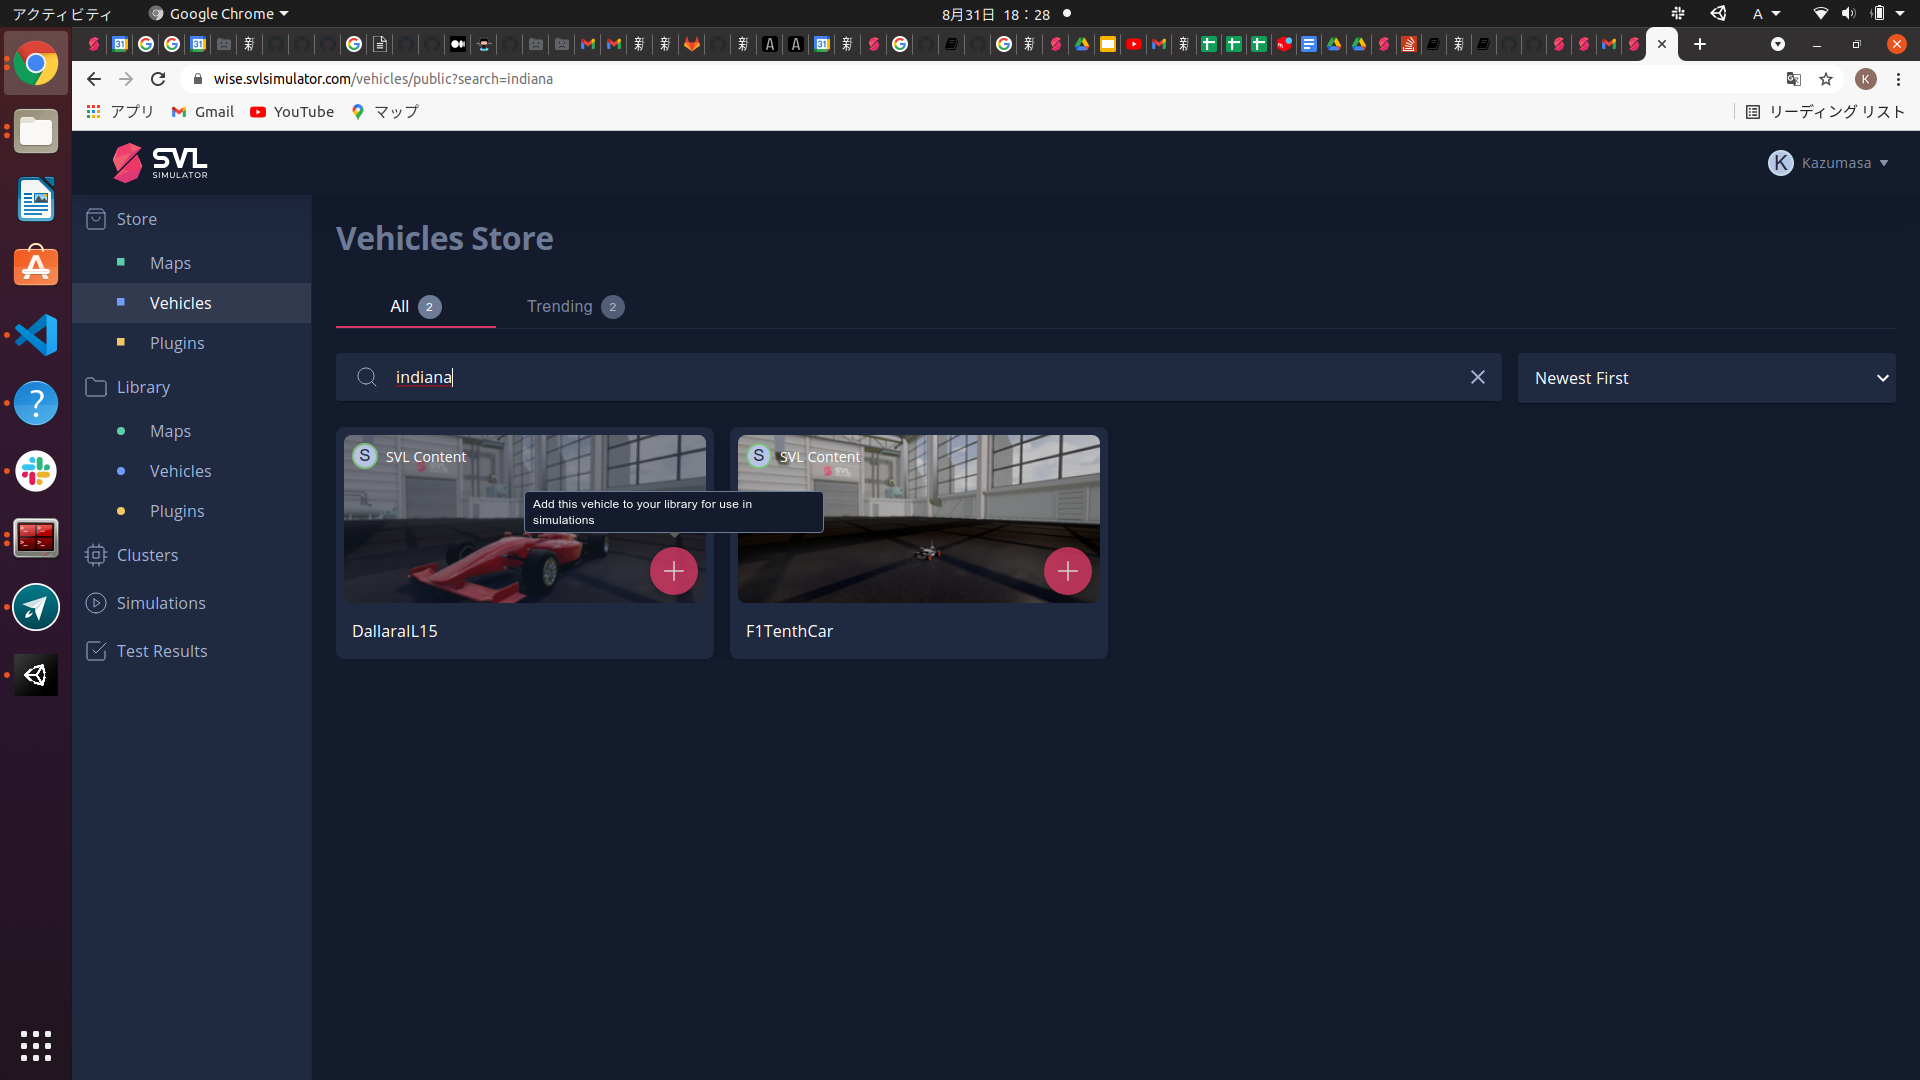 アクティビティ
Google Chrome
8月31日 18:28
A
wise.svlsimulator.com/vehicles/public?search=indiana
K
アプリ
Gmail
YouTube
マップ
リーディング リスト
SVL
SIMULATOR
K Kazumasa
Store
Maps
Vehicles
Plugins
Library
Maps
Vehicles
Plugins
Clusters
Simulations
Test Results
Vehicles Store
All 2
Trending 2
indiana
Newest First
S SVL Content
S SVL Content
Add this vehicle to your library for use in
simulations
DallaraIL15
F1TenthCar